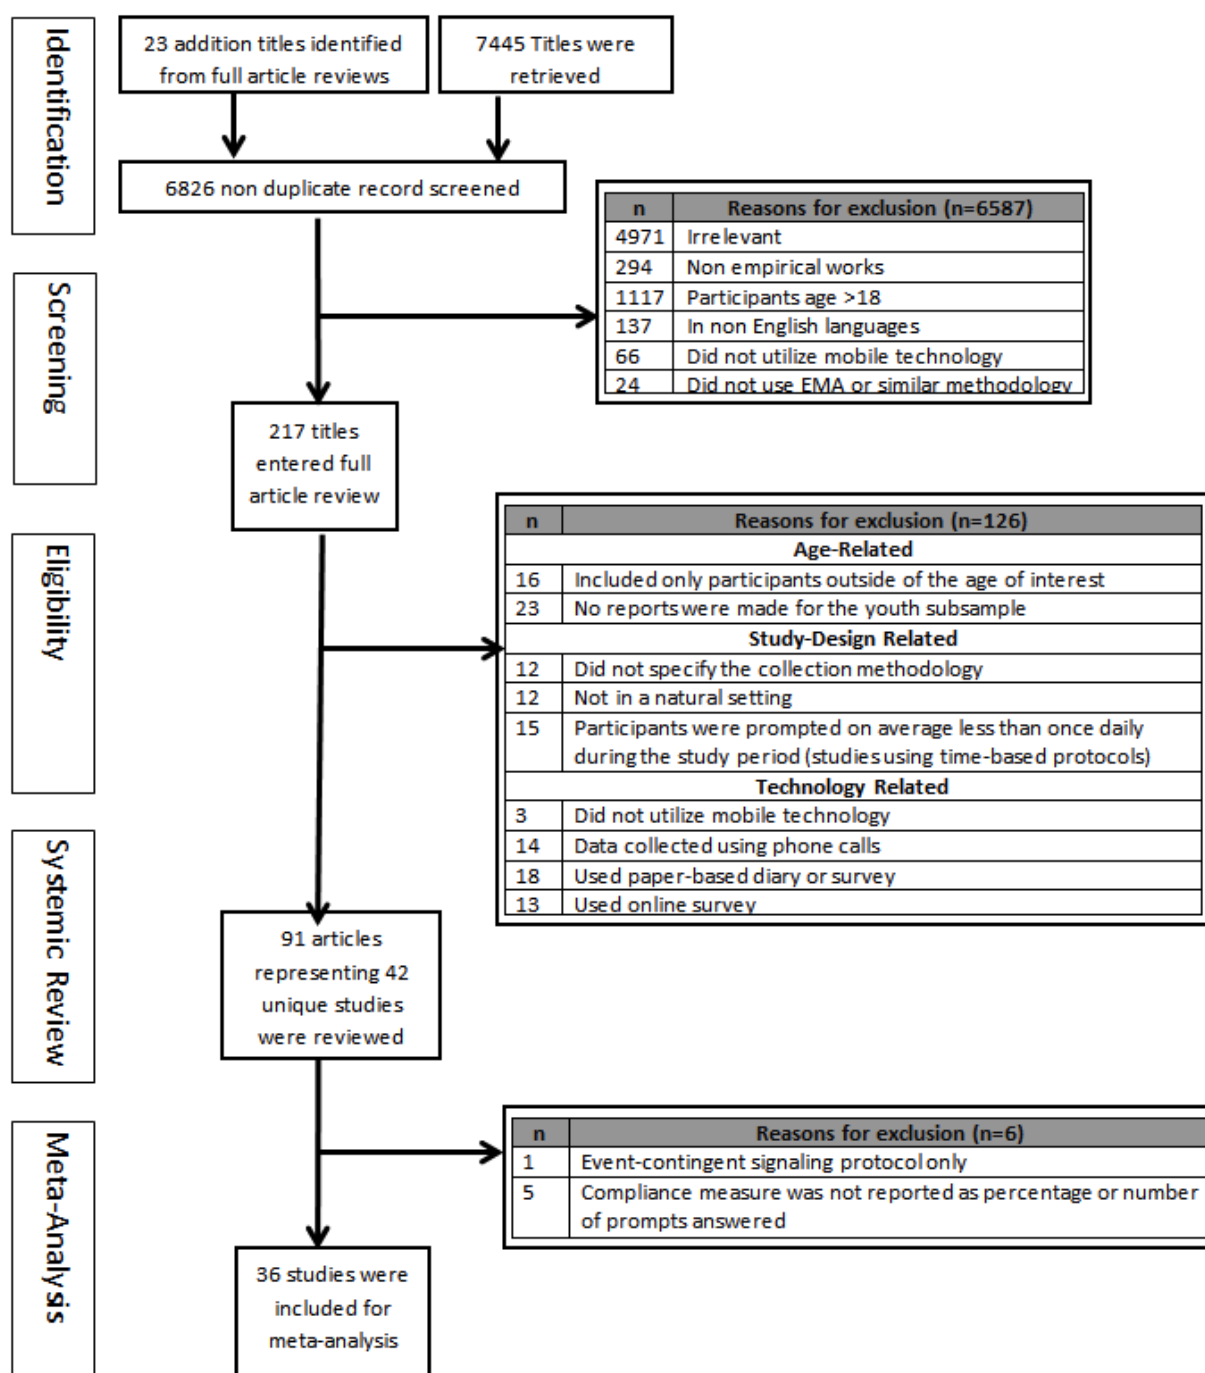 Identification
23 addition titles identified
from full article reviews
7445 Titles were
retrieved
6826 non duplicate record screened
n Reasons for exclusion (n=6587)
4971 Irrelevant
294 Non empirical works
1117 Participants age >18
137 In non English languages
66 Did not utilize mobile technology
24 Did not use EMA or similar methodology
Screening
217 titles
entered full
article review
Eligibility
n Reasons for exclusion (n=126)
Age-Related
16 Included only participants outside of the age of interest
23 No reports were made for the youth subsample
Study-Design Related
12 Did not specify the collection methodology
12 Not in a natural setting
15 Participants were prompted on average less than once daily
during the study period (studies using time-based protocols)
Technology Related
3 Did not utilize mobile technology
14 Data collected using phone calls
18 Used paper-based diary or survey
13 Used online survey
Systemic Review
91 articles
representing 42
unique studies
were reviewed
Meta-Analysis
n Reasons for exclusion (n=6)
1 Event-contingent signaling protocol only
5 Compliance measure was not reported as percentage or number
of prompts answered
36 studies were
included for
meta-analysis